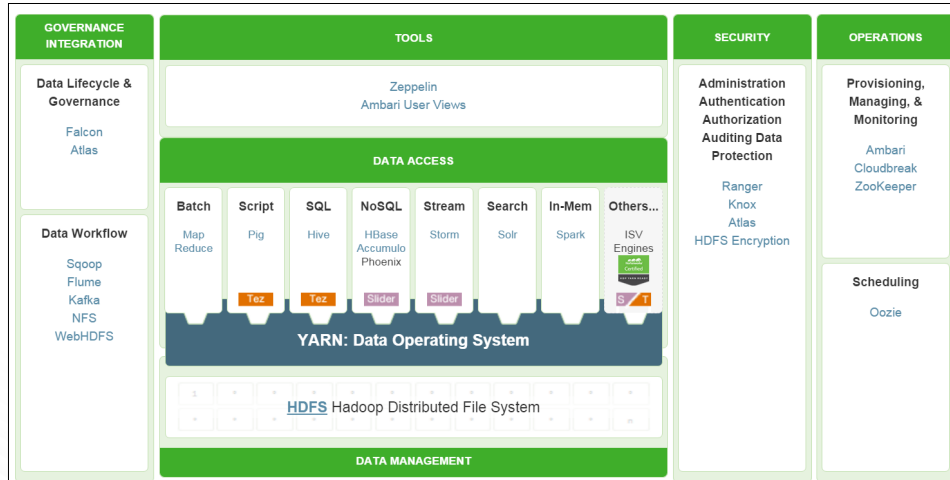 GOVERNANCE
INTEGRATION
Data Lifecycle &
Governance
Falcon
Atlas
Data Workflow
Sqoop
Flume
Kafka
NFS
WebHDFS
TOOLS
Zeppelin
Ambari User Views
DATA ACCESS
Batch
Map
Reduce
Script
Pig
Tez
SQL
Hive
Tez
NoSQL
HBase
Accumulo
Phoenix
Slider
Stream
Storm
Slider
Search
Solr
In-Mem
Spark
Others...
ISV
Engines
Certified
S T
YARN: Data Operating System
1
HDFS Hadoop Distributed File System
DATA MANAGEMENT
SECURITY
Administration
Authentication
Authorization
Auditing Data
Protection
Ranger
Knox
Atlas
HDFS Encryption
OPERATIONS
Provisioning,
Managing, &
Monitoring
Ambari
Cloudbreak
ZooKeeper
Scheduling
Oozie